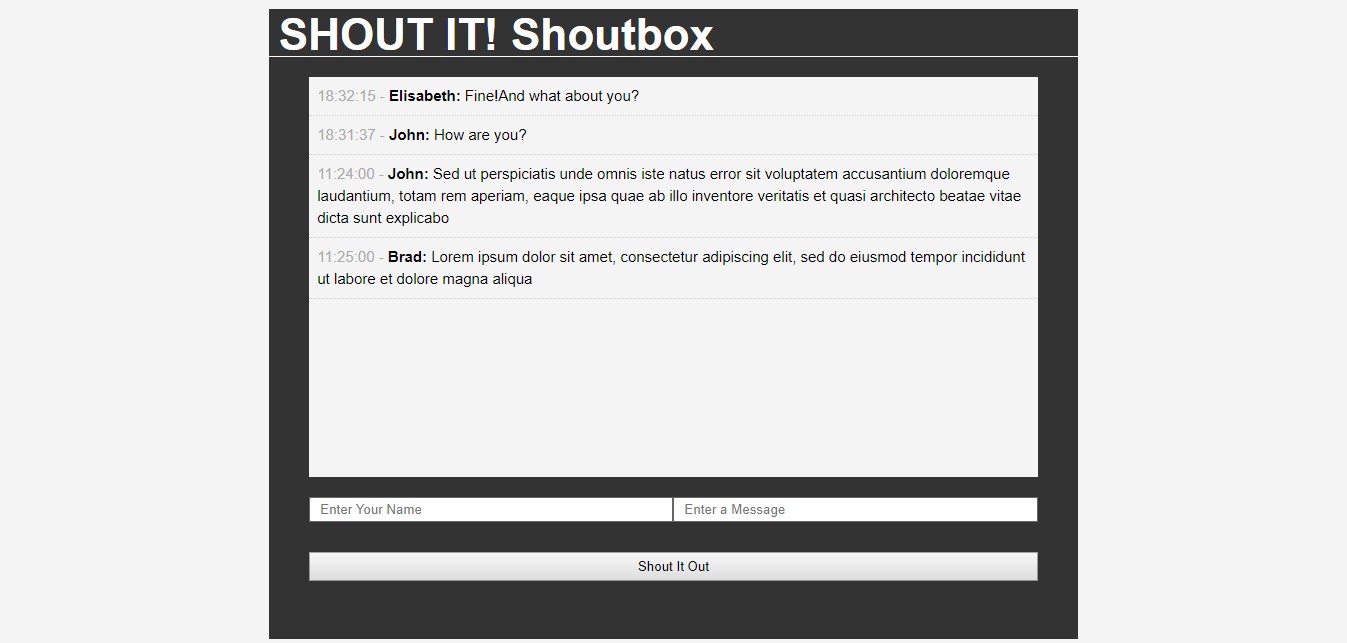 SHOUT IT! Shoutbox
18:32:15 - Elisabeth: Fine!And what about you?
18:31:37 - John: How are you?
11:24:00 - John: Sed ut perspiciatis unde omnis iste natus error sit voluptatem accusantium doloremque
laudantium, totam rem aperiam, eaque ipsa quae ab illo inventore veritatis et quasi architecto beatae vitae
dicta sunt explicabo
11:25:00 - Brad: Lorem ipsum dolor sit amet, consectetur adipiscing elit, sed do eiusmod tempor incididunt
ut labore et dolore magna aliqua
Enter Your Name
Enter a Message
Shout It Out